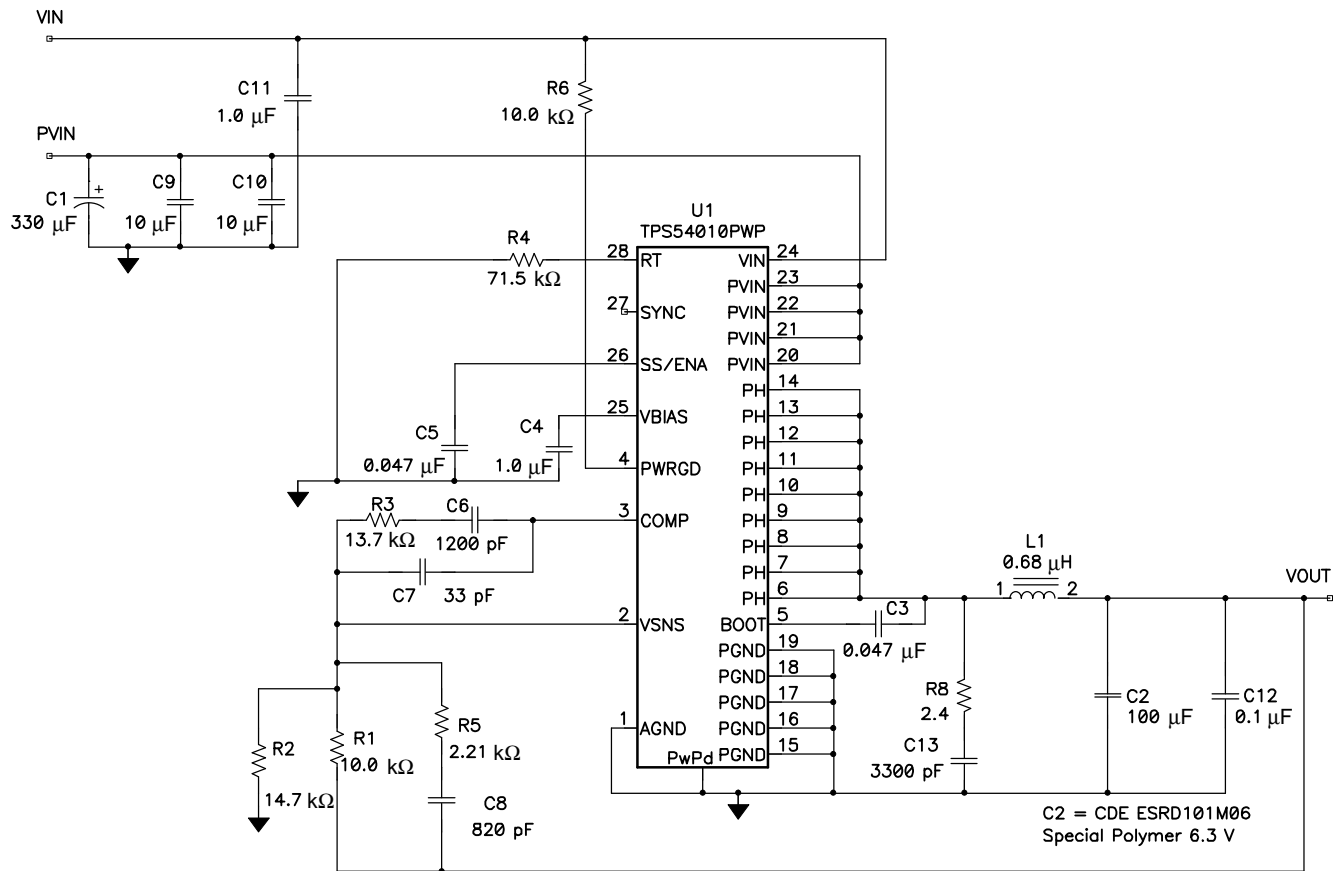 VIN
C11
1.0 μF
R6
10.0 kΩ
PVIN
C1
+
330 μF
C9
10 μF
C10
10 μF
U1
TPS54010PWP
R4
71.5 kΩ
28 RT
27 SYNC
26 SS/ENA
25 VBIAS
4 PWRGD
3 COMP
2 VSNS
1 AGND
PwPd
VIN 24
PVIN 23
PVIN 22
PVIN 21
PVIN 20
PH 14
PH 13
PH 12
PH 11
PH 10
PH 9
PH 8
PH 7
PH 6
BOOT 5
PGND 19
PGND 18
PGND 17
PGND 16
PGND 15
C5
0.047 μF
C4
1.0 μF
R3
13.7 kΩ
C6
1200 pF
C7 33 pF
R2
14.7 kΩ
R1
10.0 kΩ
R5
2.21 kΩ
C8
820 pF
C3
0.047 μF
L1
0.68 μH
1 2
VOUT
R8
2.4
C13
3300 pF
C2
100 μF
C12
0.1 μF
C2 = CDE ESRD101M06
Special Polymer 6.3 V